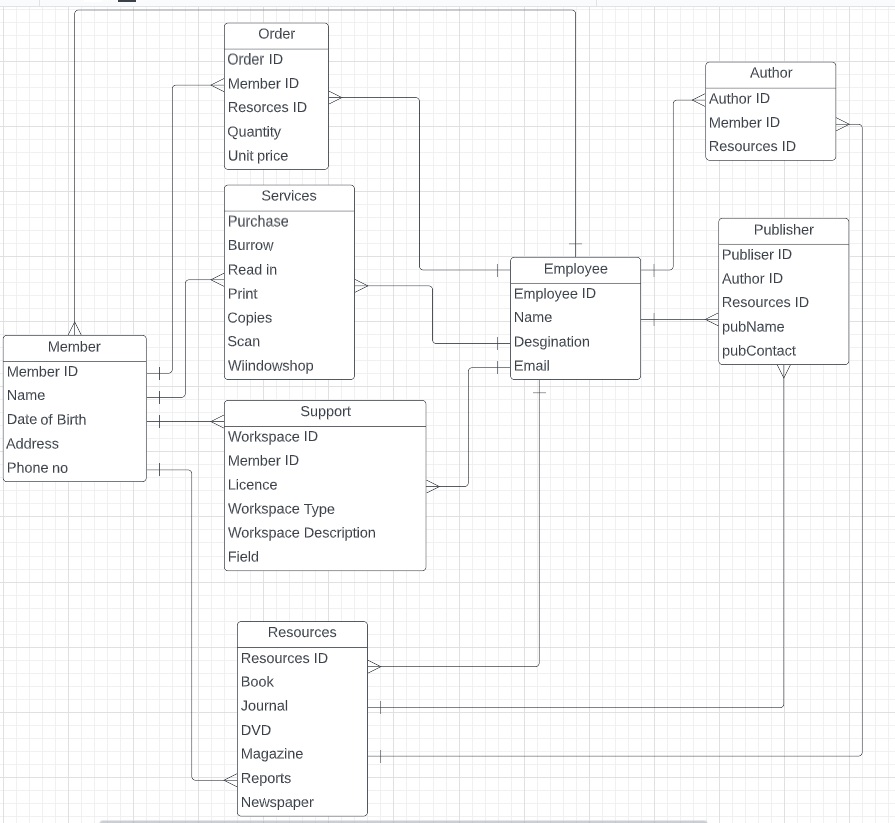 Order
Order ID
Member ID
Resorces ID
Quantity
Unit price
Services
Purchase
Burrow
Read in
Print
Copies
Scan
Wiindowshop
Member
Member ID
Name
Date of Birth
Address
Phone no
Support
Workspace ID
Member ID
Licence
Workspace Type
Workspace Description
Field
Resources
Resources ID
Book
Journal
DVD
Magazine
Reports
Newspaper
Employee
Employee ID
Name
Desgination
Email
Author
Author ID
Member ID
Resources ID
Publisher
Publiser ID
Author ID
Resources ID
pubName
pubContact